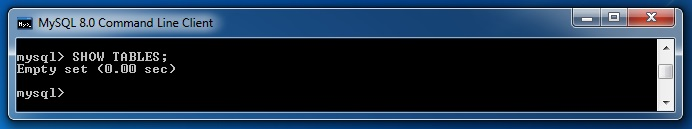 MySQL 8.0 Command Line Client
mysql> SHOW TABLES;
Empty set (0.00 sec)
mysql>